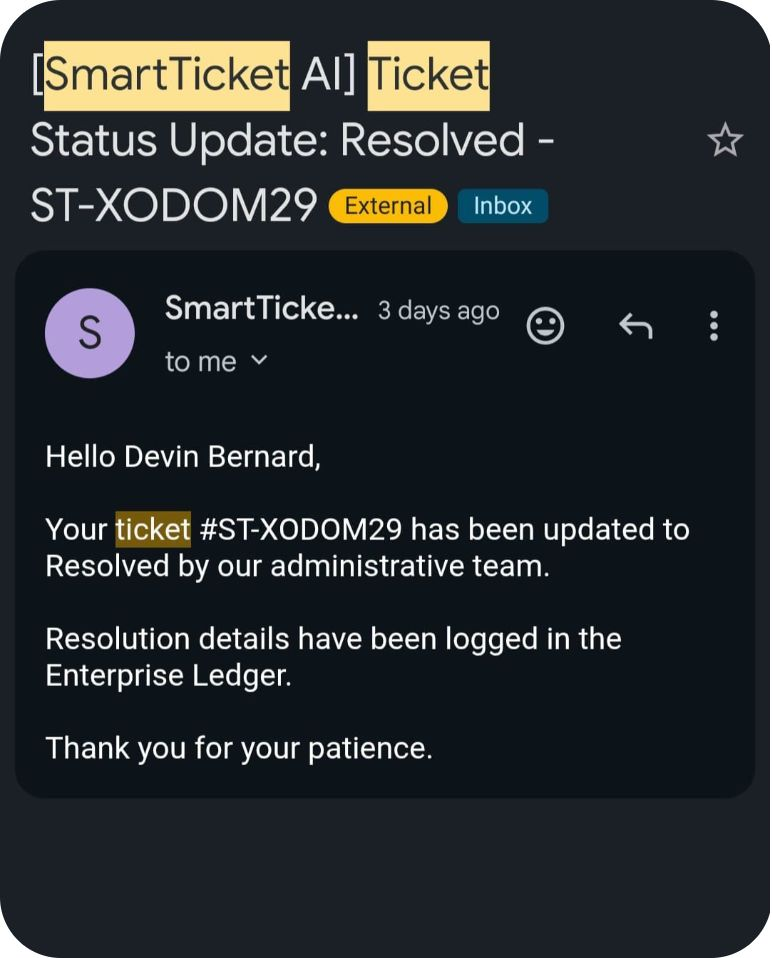 [SmartTicket AI] Ticket
Status Update: Resolved -
ST-XODOM29 External Inbox
S
SmartTicke... 3 days ago
to me
Hello Devin Bernard,
Your ticket #ST-XODOM29 has been updated to
Resolved by our administrative team.
Resolution details have been logged in the
Enterprise Ledger.
Thank you for your patience.